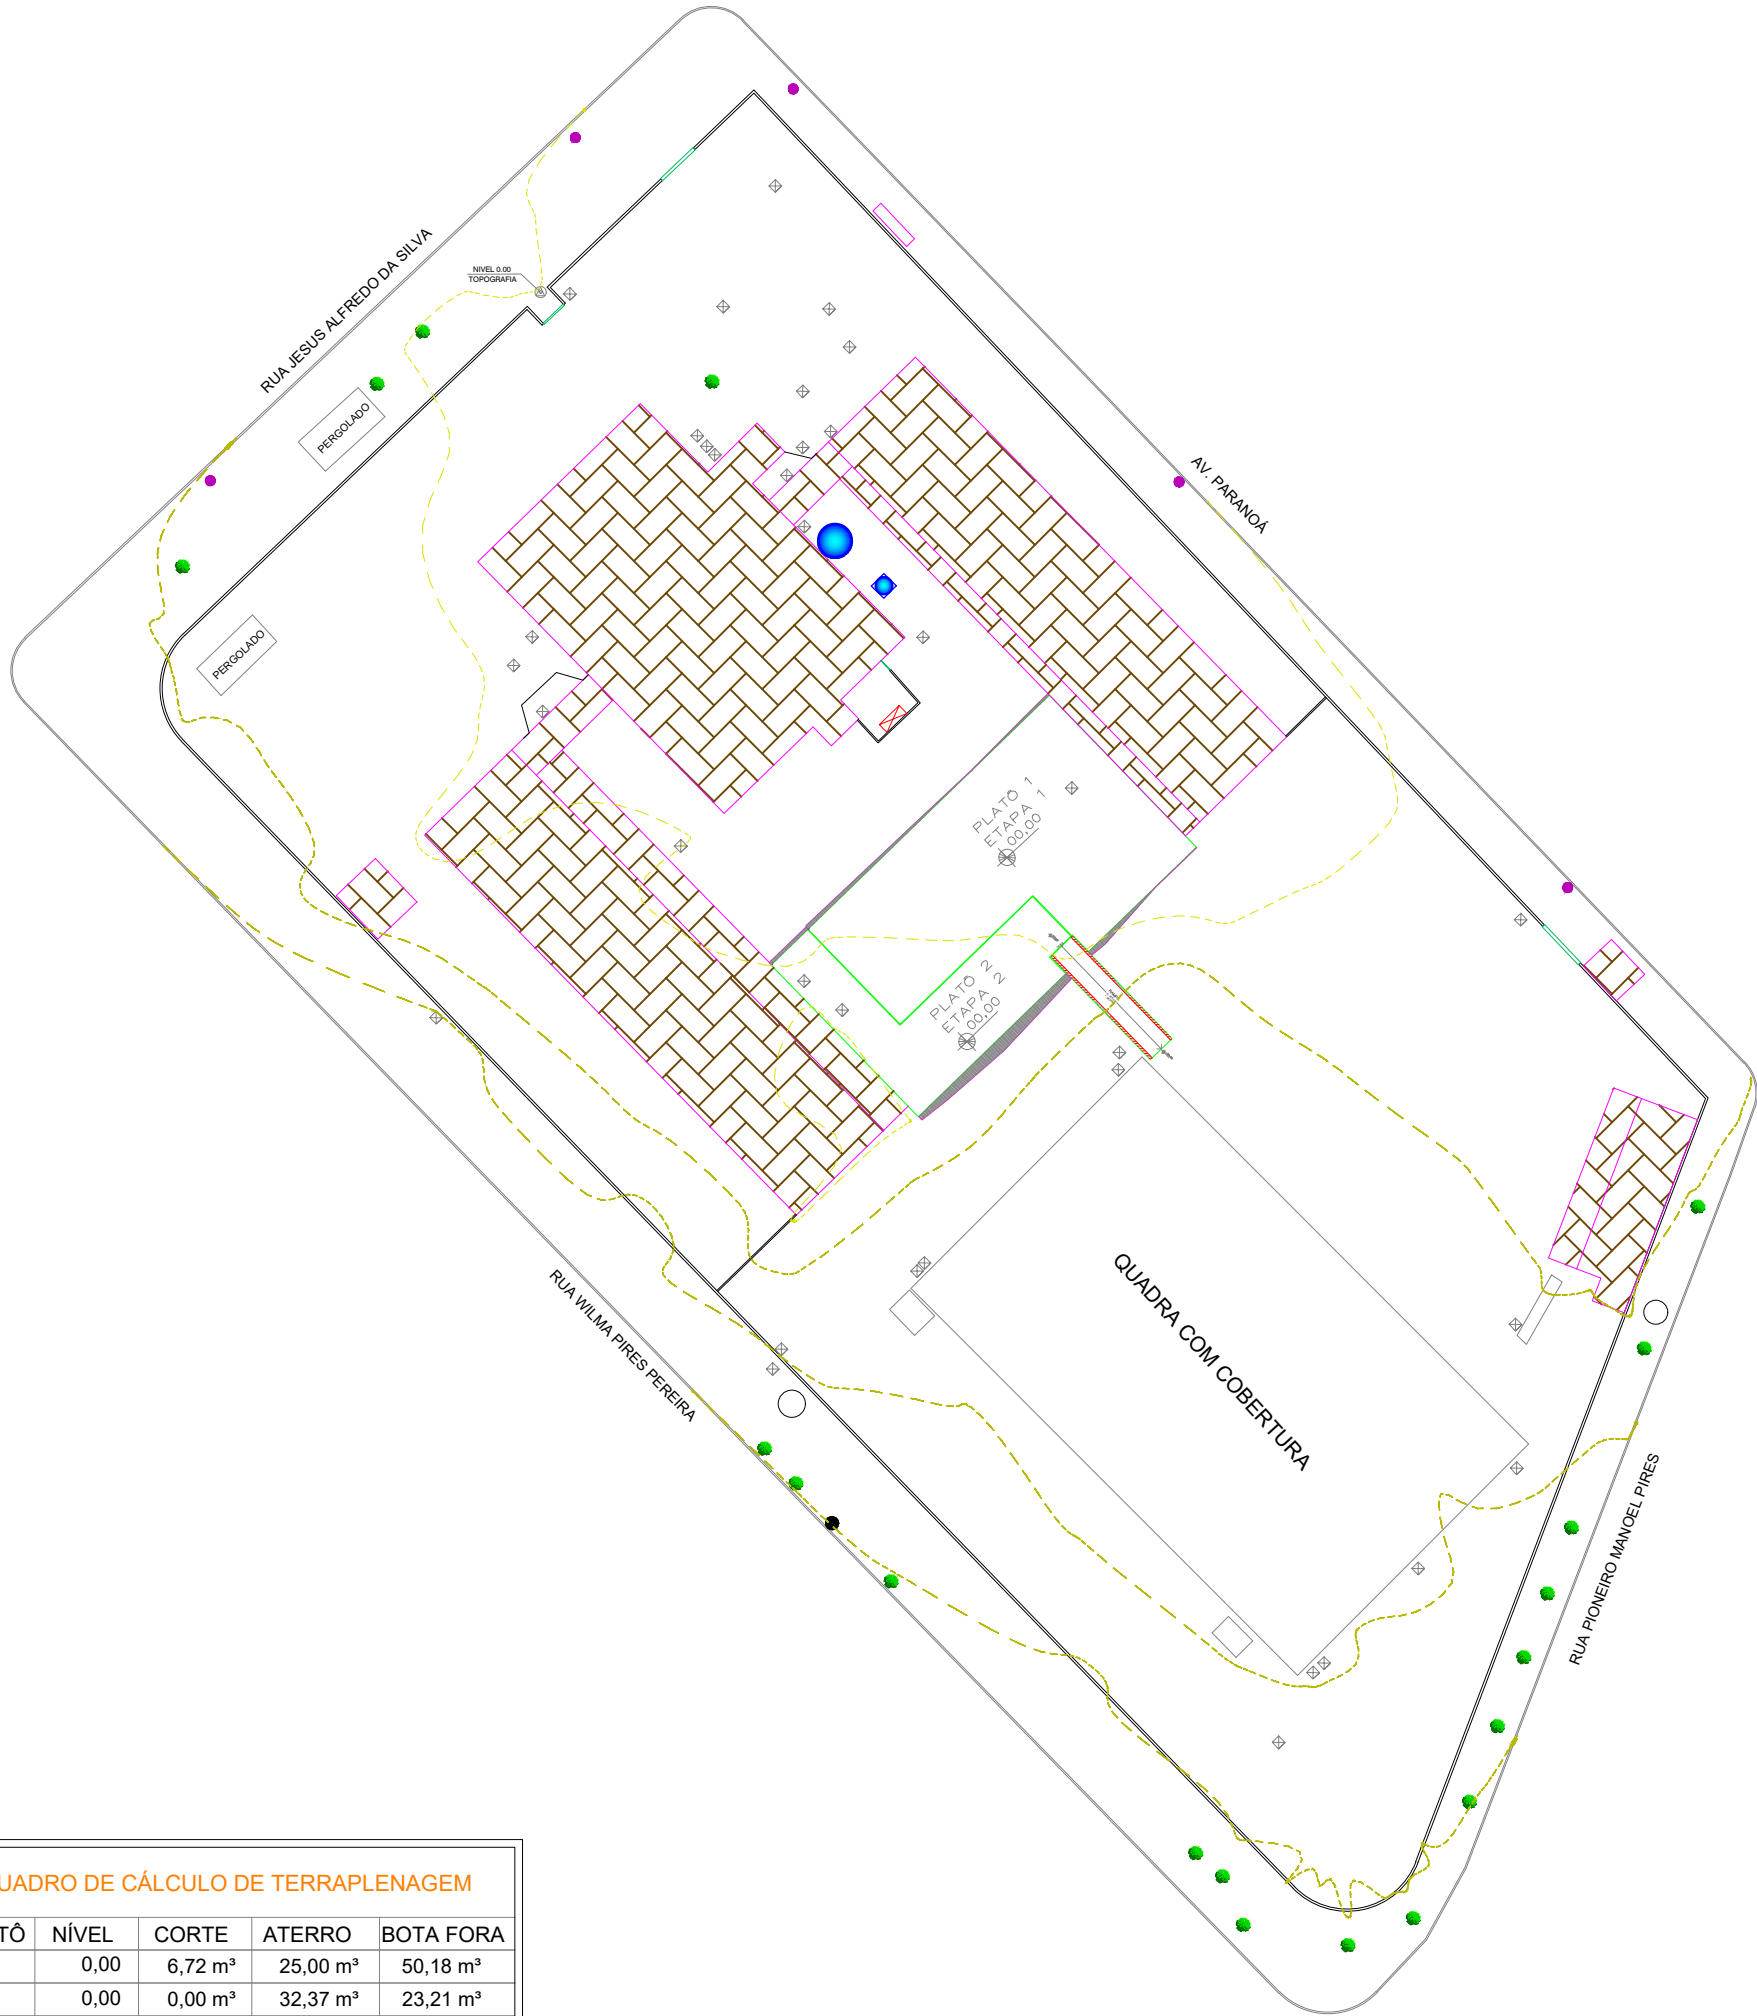 RUA JESUS ALFREDO DA SILVA
NIVEL 0.00
TOPOGRAFIA
PERGOLADO
PERGOLADO
AV. PARANOÁ
PLATÔ 1
ETAPA 1
00,00
PLATÔ 2
ETAPA 2
00,00
RUA WILMA PIRES PEREIRA
QUADRA COM COBERTURA
RUA PIONEIRO MANOEL PIRES
UADRO DE CÁLCULO DE TERRAPLENAGEM
TÔ NÍVEL CORTE ATERRO BOTA FORA
0,00 6,72 m³ 25,00 m³ 50,18 m³
0,00 0,00 m³ 32,37 m³ 23,21 m³